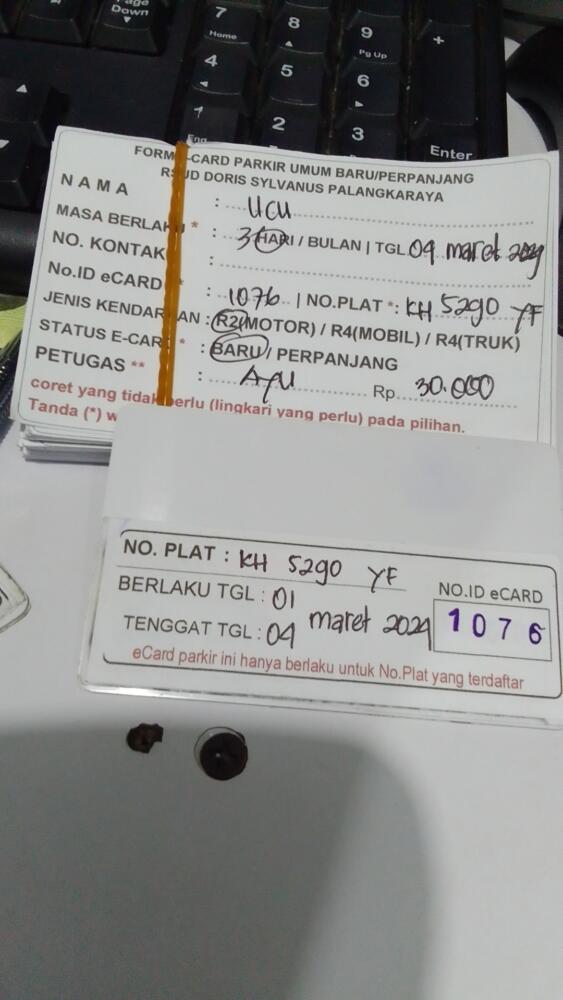 Page
Down
7
Home
8
9
Pg Up
+
4
5
6
1
End
2
3
Enter
FORM -CARD PARKIR UMUM BARU/PERPANJANG
RS UD DORIS SYLVANUS PALANGKARAYA
NAMA : UCU
MASA BERLAKU * : 3 HARI / BULAN | TGL 04 maret 2024
NO. KONTAK :
No.ID eCARD * : 1076 | NO.PLAT *: KH 5290 YF
JENIS KENDARAAN : R2(MOTOR) / R4(MOBIL) / R4(TRUK)
STATUS E-CARD * : BARU / PERPANJANG
PETUGAS ** : AYU Rp. 30.000
coret yang tidak perlu (lingkari yang perlu) pada pilihan.
Tanda (*) w
NO. PLAT : KH 5290 YF
BERLAKU TGL : 01 maret 2024
TENGGAT TGL : 04
NO.ID eCARD
1076
eCard parkir ini hanya berlaku untuk No.Plat yang terdaftar